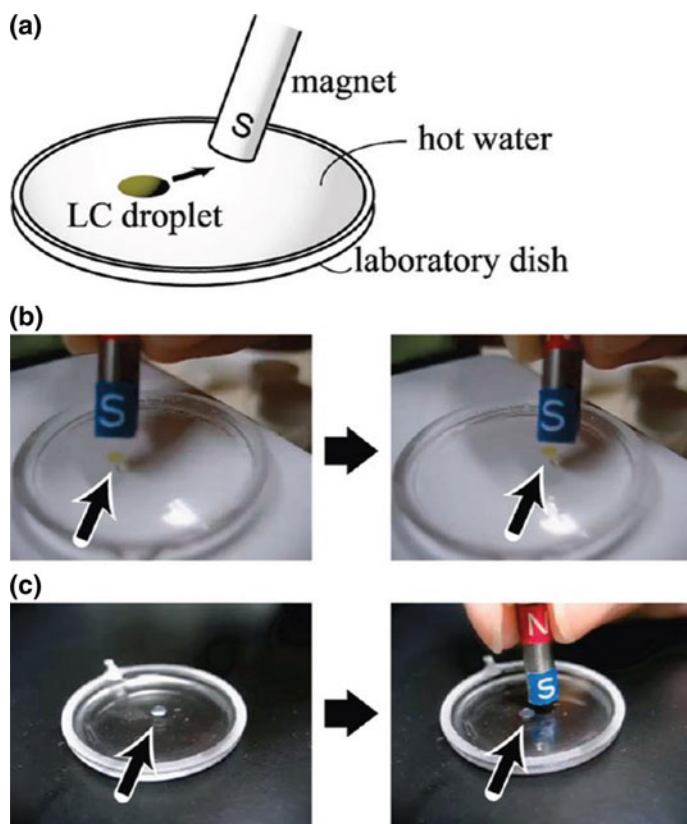 (a)
magnet
S
hot water
LC droplet
laboratory dish
(b)
S
N
S
(c)
N
S